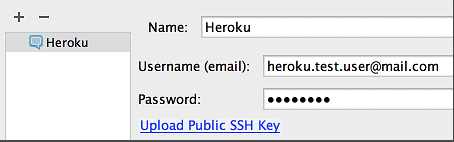 Heroku
Name: Heroku
Username (email): heroku.test.user@mail.com
Password: ••••••••
Upload Public SSH Key